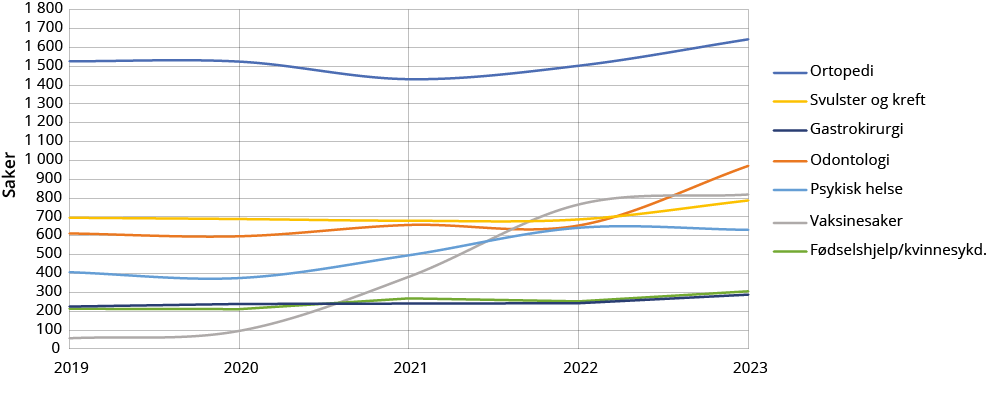 1 800
1 700
1 600
1 500
1 400
1 300
1 200
1 100
1 000
900
800
700
600
500
400
300
200
100
0
Saker
2019 2020 2021 2022 2023
Ortopedi
Svulster og kreft
Gastrokirurgi
Odontologi
Psykisk helse
Vaksinesaker
Fødselshjelp/kvinnesykd.